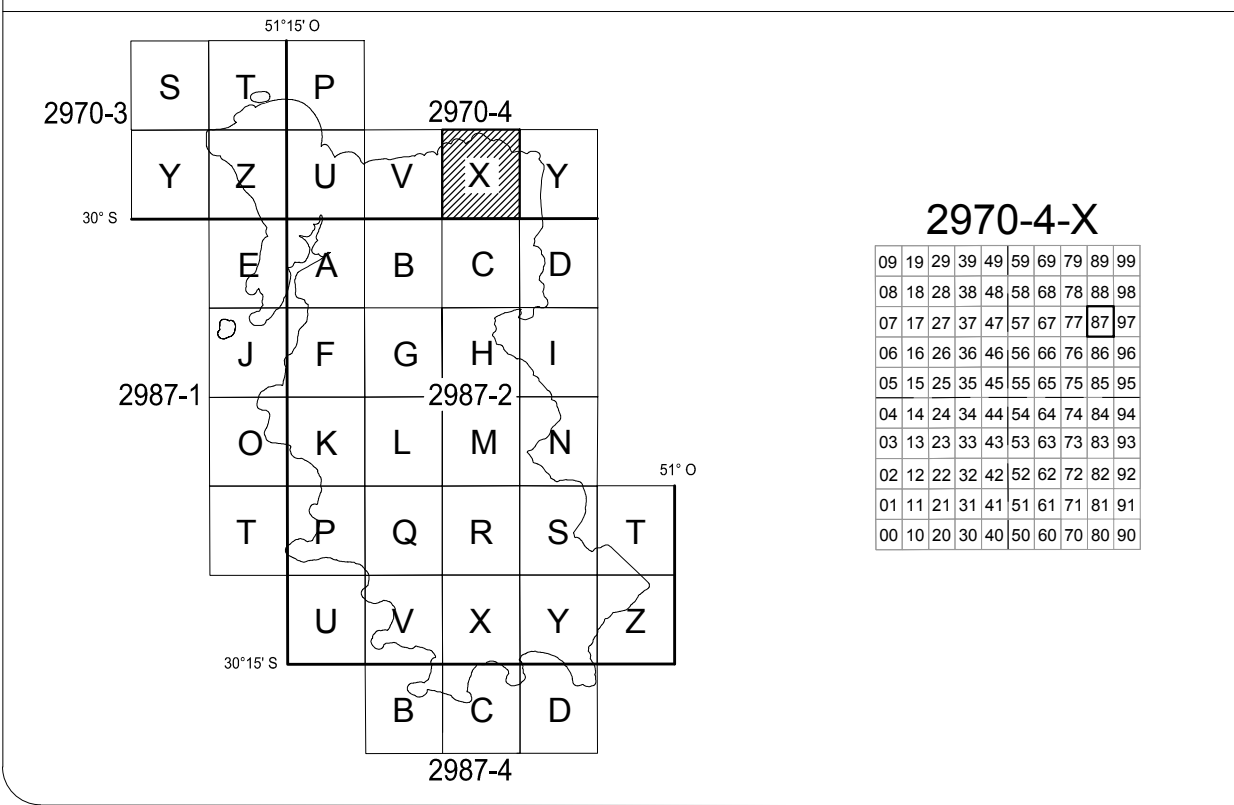 51°15' O
S T P
2970-3 2970-4
Y Z U V X Y
30° S
E A B C D
J F G H I
2987-1 2987-2
O K L M N
51° O
T P Q R S T
U V X Y Z
30°15' S
B C D
2987-4
2970-4-X
09 19 29 39 49 59 69 79 89 99
08 18 28 38 48 58 68 78 88 98
07 17 27 37 47 57 67 77 87 97
06 16 26 36 46 56 66 76 86 96
05 15 25 35 45 55 65 75 85 95
04 14 24 34 44 54 64 74 84 94
03 13 23 33 43 53 63 73 83 93
02 12 22 32 42 52 62 72 82 92
01 11 21 31 41 51 61 71 81 91
00 10 20 30 40 50 60 70 80 90